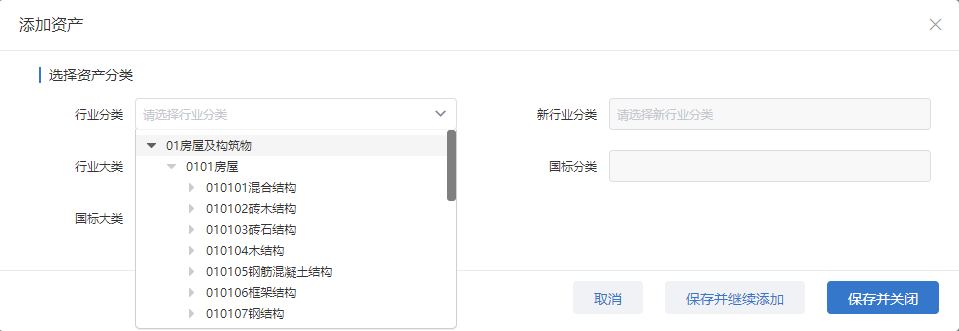 添加资产
选择资产分类
行业分类 请选择行业分类 新行业分类 请选择新行业分类
01房屋及构筑物
行业大类 0101房屋 国标分类
010101混合结构
010102砖木结构
国标大类 010103砖石结构
010104木结构
010105钢筋混凝土结构
010106框架结构
010107钢结构
取消 保存并继续添加 保存并关闭